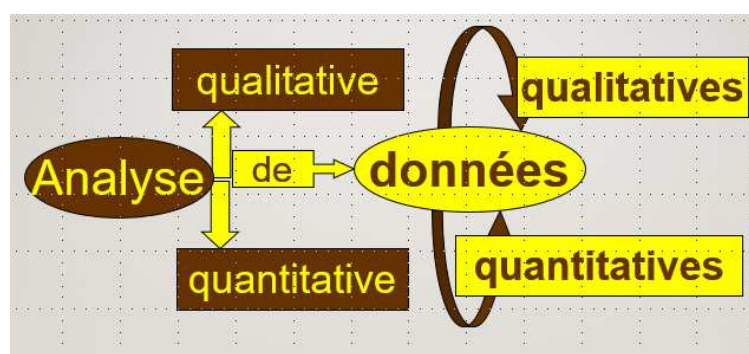 qualitative
qualitatives
Analyse de données
quantitative
quantitatives